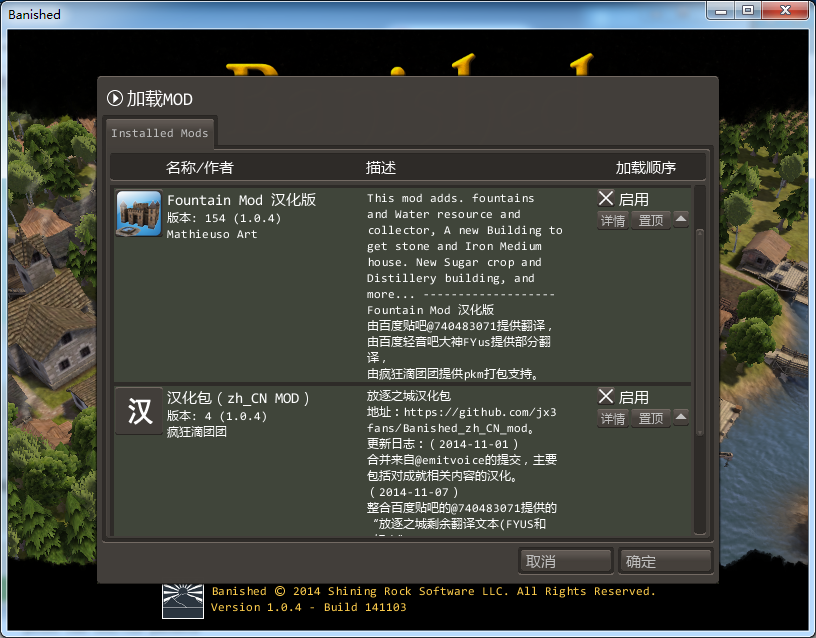 Banished
加载MOD
Installed Mods
名称/作者 描述 加载顺序
Fountain Mod 汉化版
版本: 154 (1.0.4)
Mathieuso Art
This mod adds. fountains
and Water resource and
collector, A new Building to
get stone and Iron Medium
house. New Sugar crop and
Distillery building, and
more... -------------------
Fountain Mod 汉化版
由百度贴吧@740483071提供翻译，
由百度轻音吧大神FYus提供部分翻
译，
由疯狂滴团团提供pkm打包支持。
启用
详情 置顶
汉
汉化包（zh_CN MOD）
版本: 4 (1.0.4)
疯狂滴团团
放逐之城汉化包
地址：https://github.com/jx3
fans/Banished_zh_CN_mod。
更新日志：（2014-11-01）
合并来自@emitvoice的提交，主要
包括对成就相关内容的汉化。
（2014-11-07）
整合百度贴吧的@740483071提供的
“放逐之城剩余翻译文本(FYUS和
启用
详情 置顶
取消 确定
Banished © 2014 Shining Rock Software LLC. All Rights Reserved.
Version 1.0.4 - Build 141103